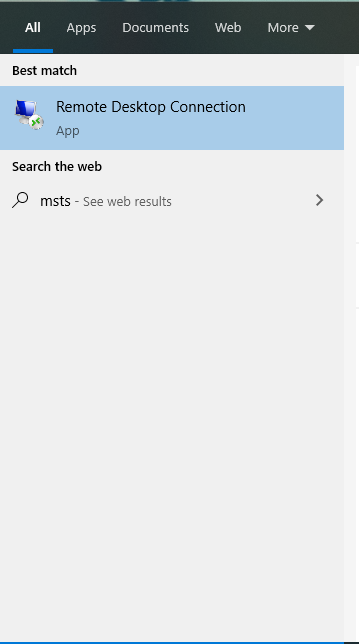 All Apps Documents Web More
Best match
Remote Desktop Connection
App
Search the web
msts - See web results